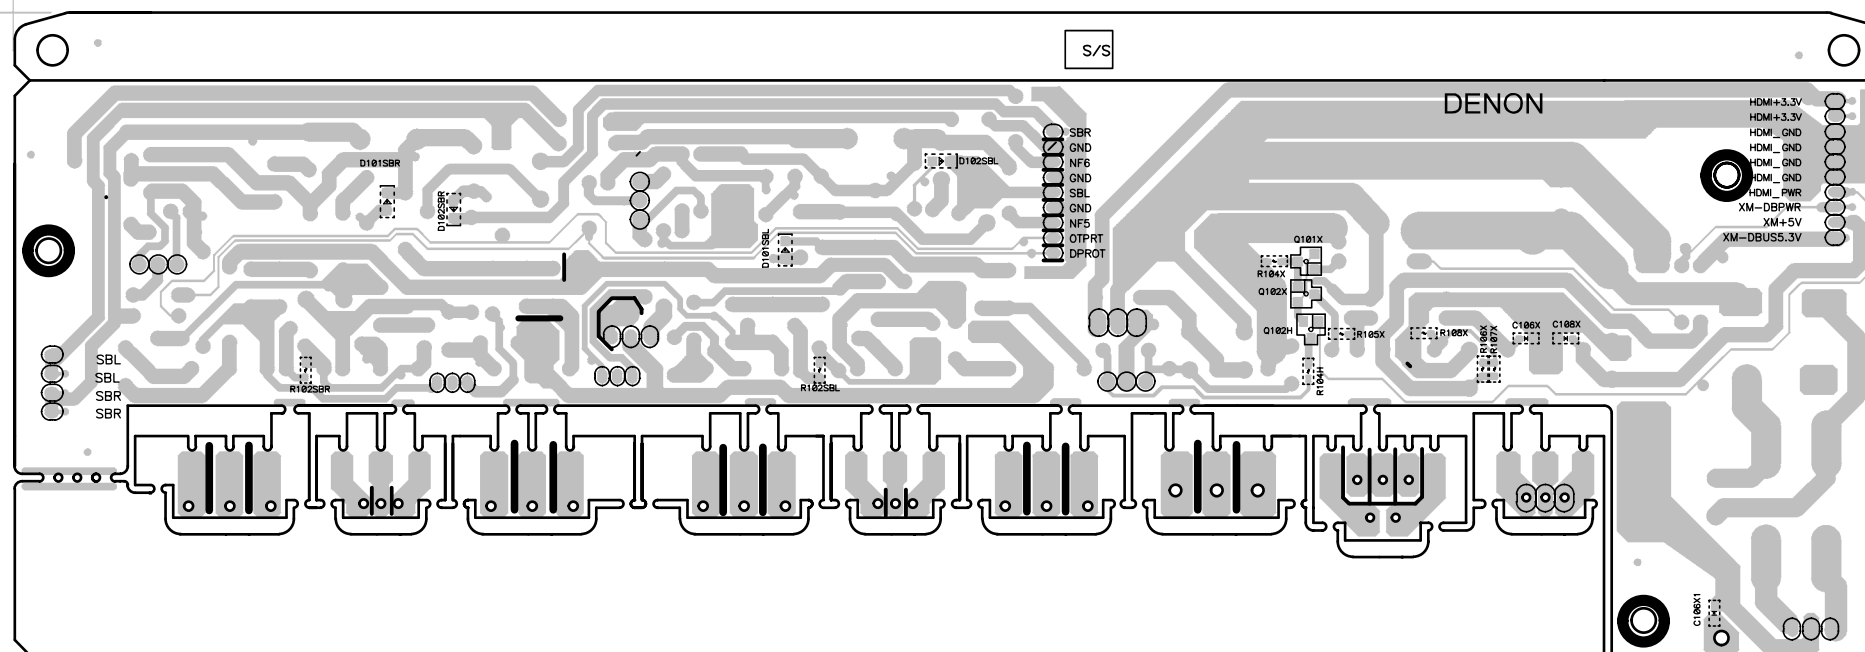 S/S
DENON
HDMI+3.3V
HDMI+3.3V
HDMI_GND
HDMI_GND
HDMI_GND
HDMI_GND
HDMI_PWR
XM-DBPWR
XM+5V
XM-DBUS5.3V
SBR
GND
NF6
GND
SBL
GND
NF5
OTPRT
DPROT
D101SBR
D102SBR
D102SBL
D101SBL
Q101X
R104X
Q102X
Q102H
R105X
R108X
R106X
R107X
C106X
C108X
R104H
SBL
SBL
SBR
SBR
R102SBR
R102SBL
C106X1